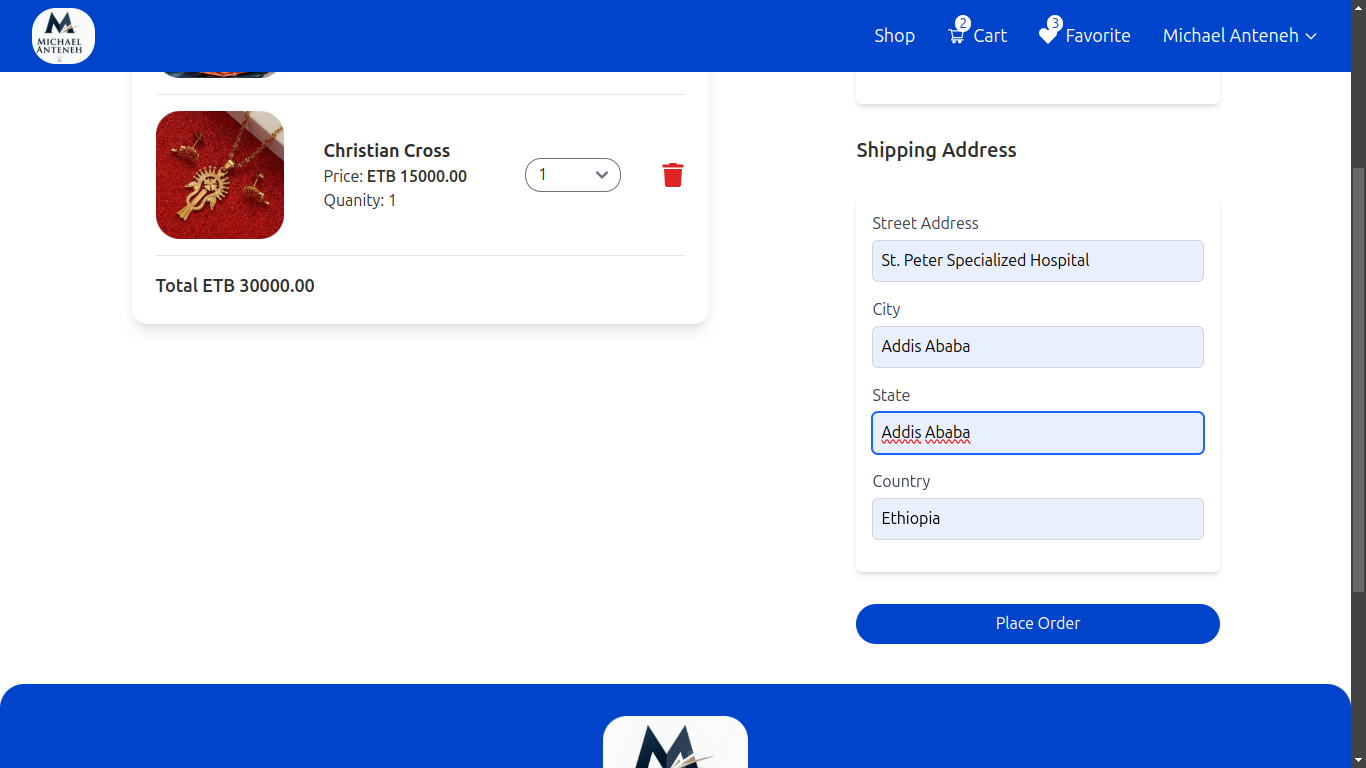 MICHAEL
ANTENEH
Shop
2
Cart
3
Favorite
Michael Anteneh
Christian Cross
Price: ETB 15000.00
Quanity: 1
1
Total ETB 30000.00
Shipping Address
Street Address
St. Peter Specialized Hospital
City
Addis Ababa
State
Addis Ababa
Country
Ethiopia
Place Order